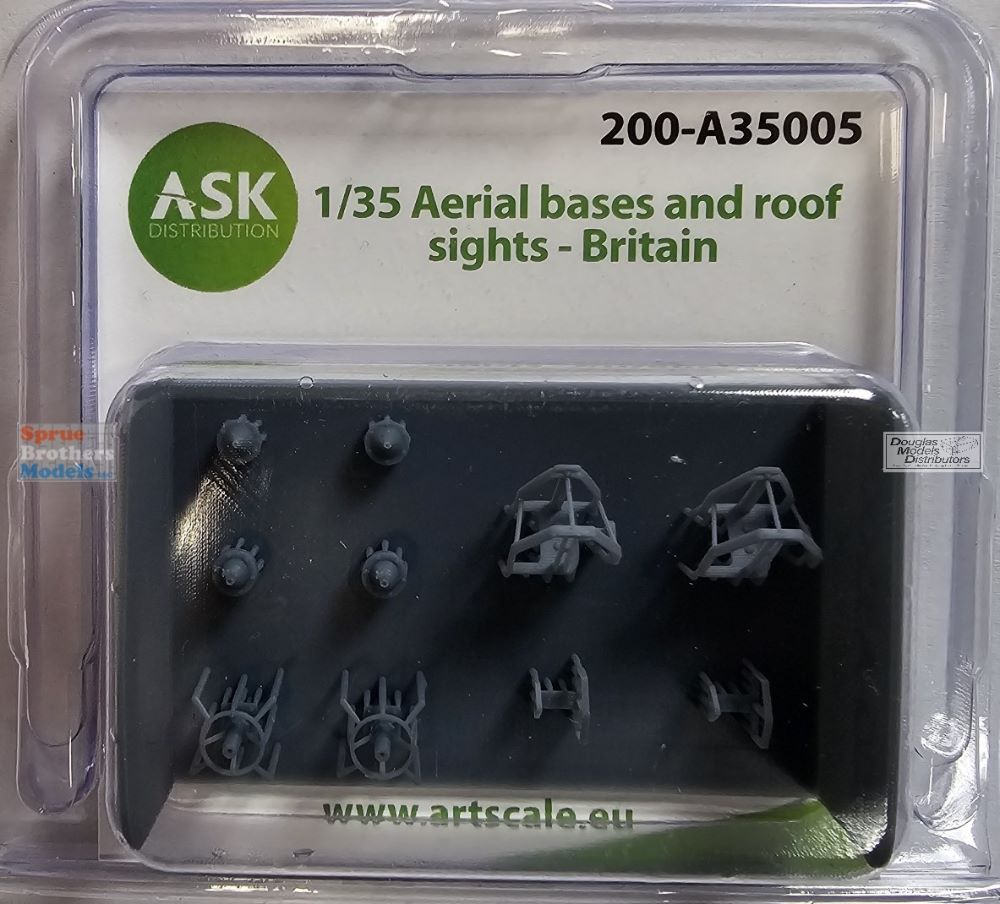 200-A35005
ASK
DISTRIBUTION
1/35 Aerial bases and roof
sights - Britain
Sprue
Brothers
Models
Douglas
Models
Distributors
www.artscale.eu